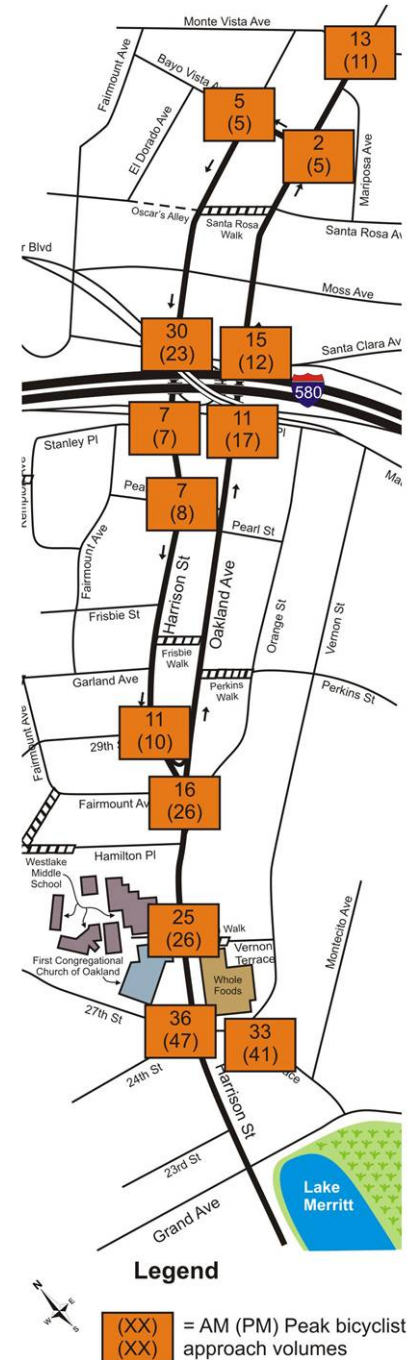 Monte Vista Ave
13
(11)
Fairmount Ave
Bayo Vista
5
(5)
El Dorado Ave
2
(5)
Mariposa Ave
Oscar's Alley
Santa Rosa
Walk
Santa Rosa Av
r Blvd
Moss Ave
30
(23)
15
(12)
Santa Clara Av
580
7
(7)
11
(17)
Pl
Stanley Pl
Ma
7
(8)
Pea
Pearl St
Fairmount Ave
Harrison St
Oakland Ave
Orange St
Vernon St
Frisbie St
Frisbie
Walk
Garland Ave
Perkins
Walk
Perkins St
Fairmount Ave
11
(10)
29th
16
(26)
Fairmount Av
Hamilton Pl
Westlake
Middle
School
25
(26)
Walk
Vernon
Terrace
Montecito Ave
First Congregational
Church of Oakland
Whole
Foods
27th St
36
(47)
33
(41)
ace
24th St
Harrison St
23rd St
Grand Ave
Lake
Merritt
Legend
N
E
W
S
(XX)
(XX)
= AM (PM) Peak bicyclist
approach volumes